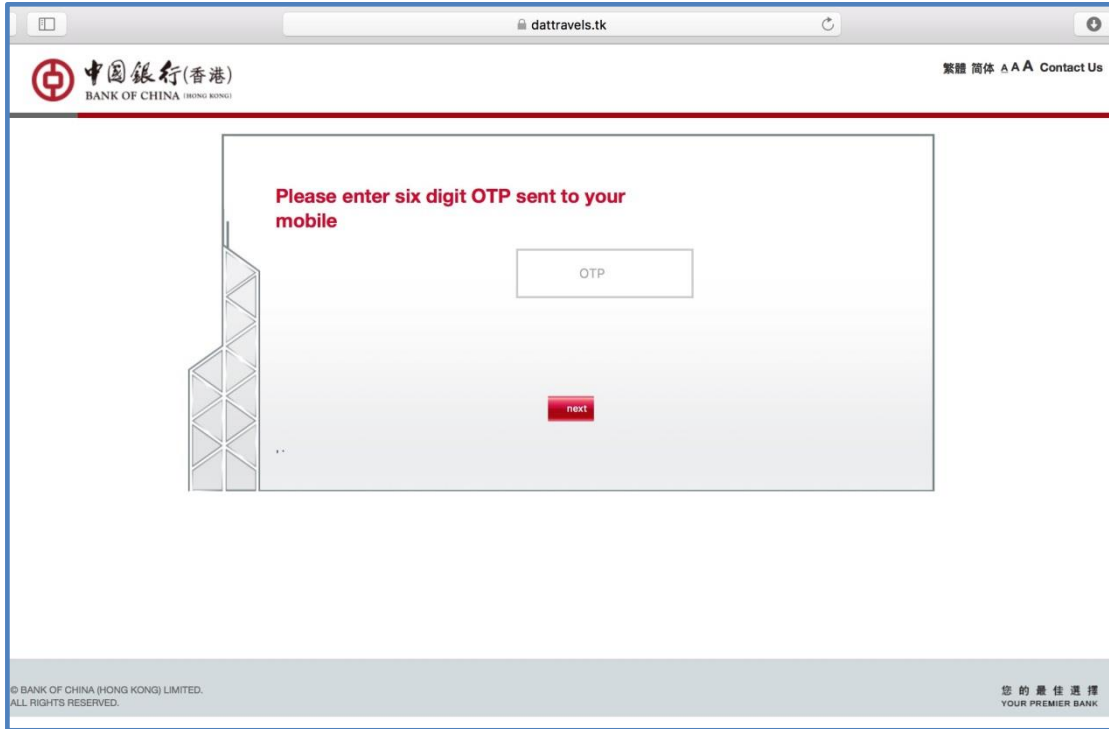 dattravels.tk
中国銀行(香港)
BANK OF CHINA (HONG KONG)
繁體 简体 A A A Contact Us
Please enter six digit OTP sent to your
mobile
OTP
next
, .
© BANK OF CHINA (HONG KONG) LIMITED.
ALL RIGHTS RESERVED.
您的最佳選擇
YOUR PREMIER BANK